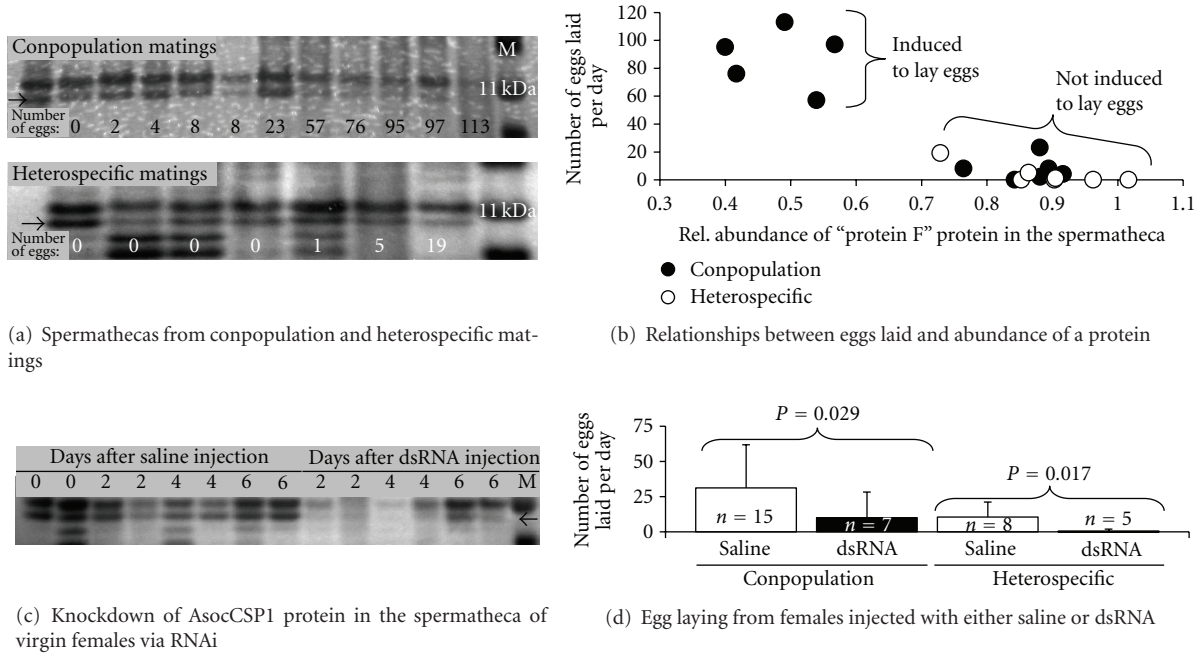 Conpopulation matings
M
11 kDa
Number
of eggs: 0 2 4 8 8 23 57 76 95 97 113
Heterospecific matings
11 kDa
Number
of eggs: 0 0 0 0 1 5 19
(a) Spermathecas from conpopulation and heterospecific mat-
ings
Number of eggs laid
per day
120
100
80
60
40
20
0
0.3 0.4 0.5 0.6 0.7 0.8 0.9 1 1.1
Induced
to lay eggs
Not induced
to lay eggs
Rel. abundance of “protein F” protein in the spermatheca
Conpopulation
Heterospecific
(b) Relationships between eggs laid and abundance of a protein
Days after saline injection Days after dsRNA injection
0 0 2 2 4 4 6 6 2 2 4 4 6 6 M
(c) Knockdown of AsocCSP1 protein in the spermatheca of
virgin females via RNAi
Number of eggs
laid per day
75
50
25
0
P = 0.029
P = 0.017
n = 15 n = 7 n = 8 n = 5
Saline dsRNA Saline dsRNA
Conpopulation Heterospecific
(d) Egg laying from females injected with either saline or dsRNA